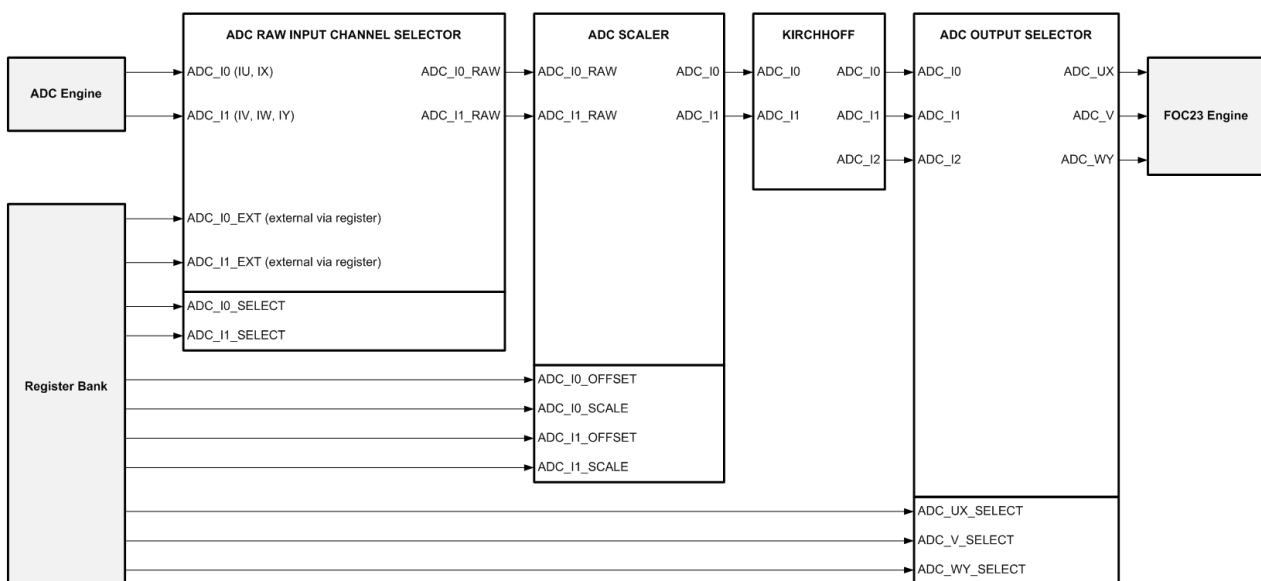 ADC RAW INPUT CHANNEL SELECTOR
ADC SCALER
KIRCHHOFF
ADC OUTPUT SELECTOR
ADC Engine
ADC_I0 (IU, IX)
ADC_I0_RAW
ADC_I0_RAW
ADC_I0
ADC_I0
ADC_I0
ADC_I0
ADC_UX
ADC_I1 (IV, IW, IY)
ADC_I1_RAW
ADC_I1_RAW
ADC_I1
ADC_I1
ADC_I1
ADC_I1
ADC_V
FOC23 Engine
ADC_I2
ADC_I2
ADC_WY
ADC_I0_EXT (external via register)
ADC_I1_EXT (external via register)
ADC_I0_SELECT
ADC_I1_SELECT
Register Bank
ADC_I0_OFFSET
ADC_I0_SCALE
ADC_I1_OFFSET
ADC_I1_SCALE
ADC_UX_SELECT
ADC_V_SELECT
ADC_WY_SELECT